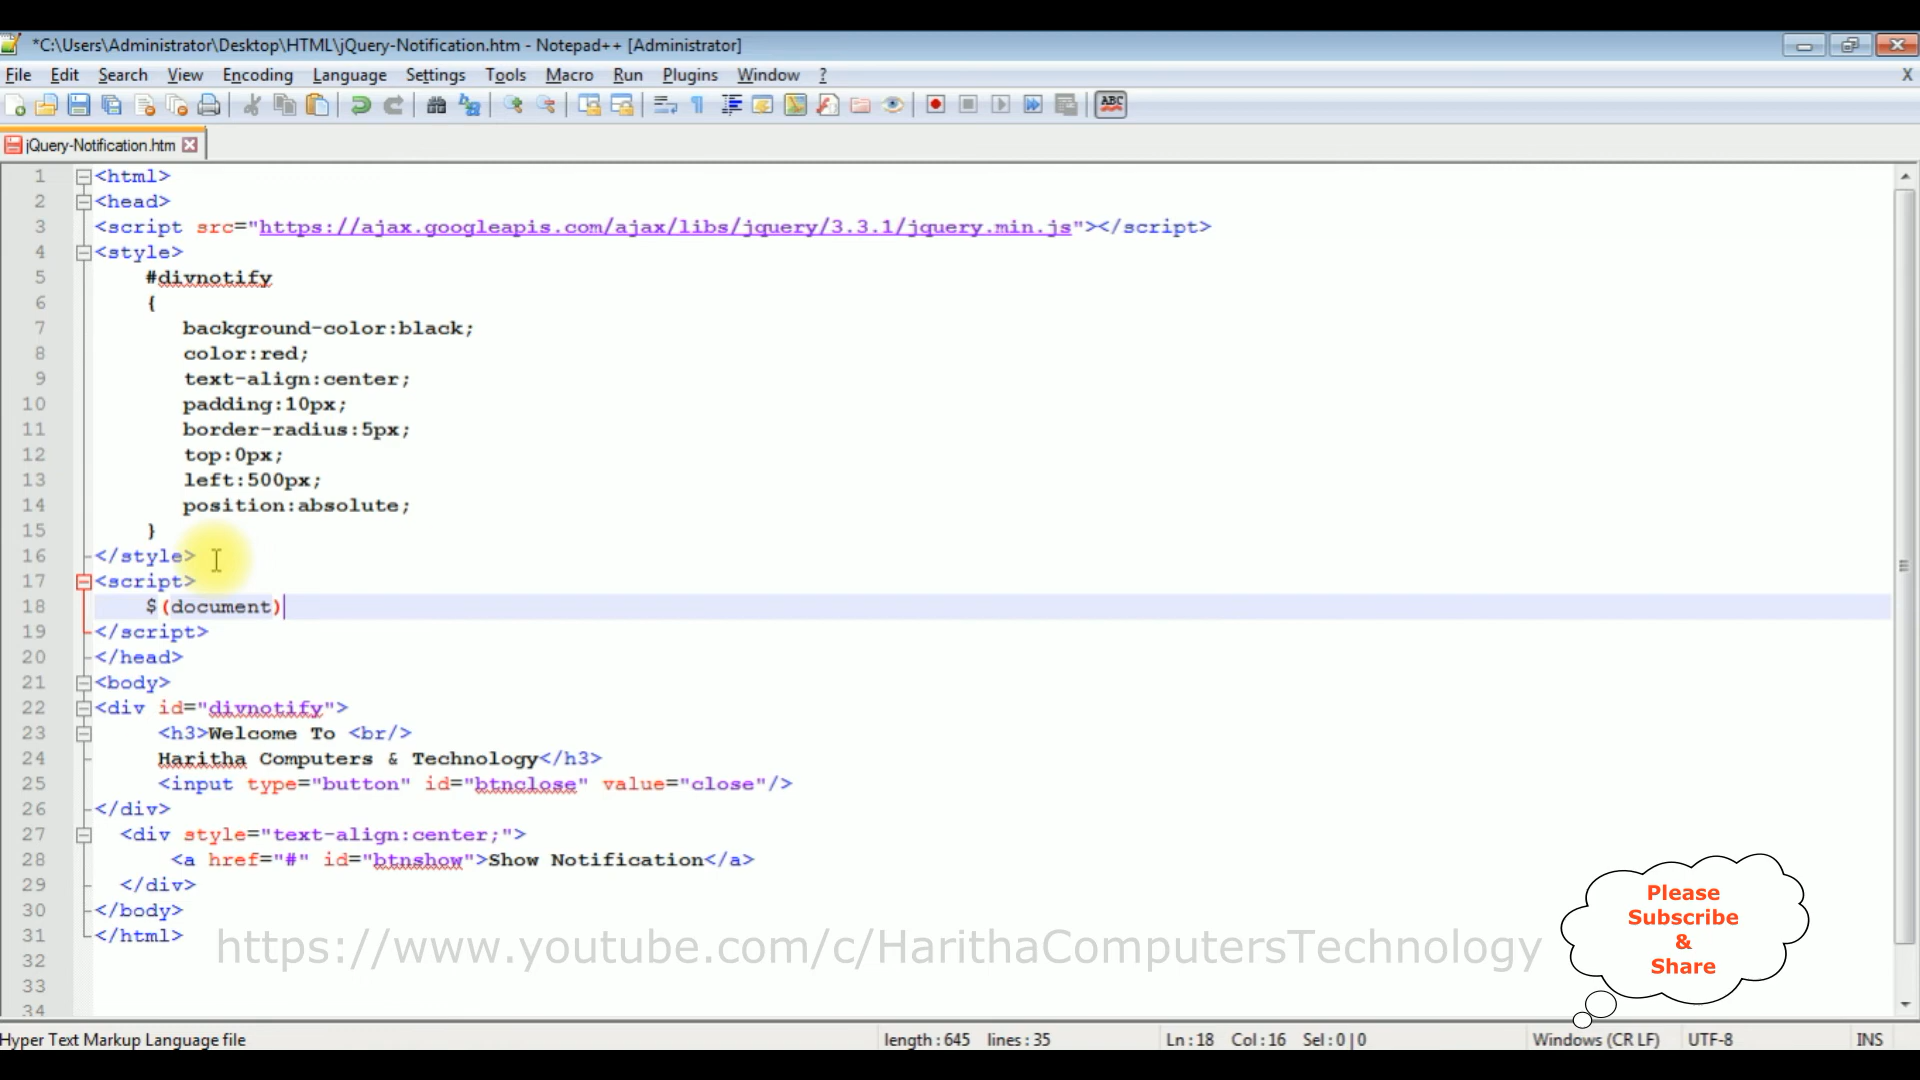 *C:\Users\Administrator\Desktop\HTML\jQuery-Notification.htm - Notepad++ [Administrator]
File Edit Search View Encoding Language Settings Tools Macro Run Plugins Window ? X
ABC
jQuery-Notification.htm
1 <html>
2 <head>
3 <script src="https://ajax.googleapis.com/ajax/libs/jquery/3.3.1/jquery.min.js"></script>
4 <style>
5 #divnotify
6 {
7 background-color:black;
8 color:red;
9 text-align:center;
10 padding:10px;
11 border-radius:5px;
12 top:0px;
13 left:500px;
14 position:absolute;
15 }
16 </style>
17 <script>
18 $(document)
19 </script>
20 </head>
21 <body>
22 <div id="divnotify">
23 <h3>Welcome To <br/>
24 Haritha Computers & Technology</h3>
25 <input type="button" id="btnclose" value="close"/>
26 </div>
27 <div style="text-align:center;">
28 <a href="#" id="btnshow">Show Notification</a>
29 </div>
30 </body>
31 </html>
32
33
34
https://www.youtube.com/c/HarithaComputersTechnology
Please
Subscribe
&
Share
Hyper Text Markup Language file length : 645 lines : 35 Ln : 18 Col : 16 Sel : 0 | 0 Windows (CR LF) UTF-8 INS